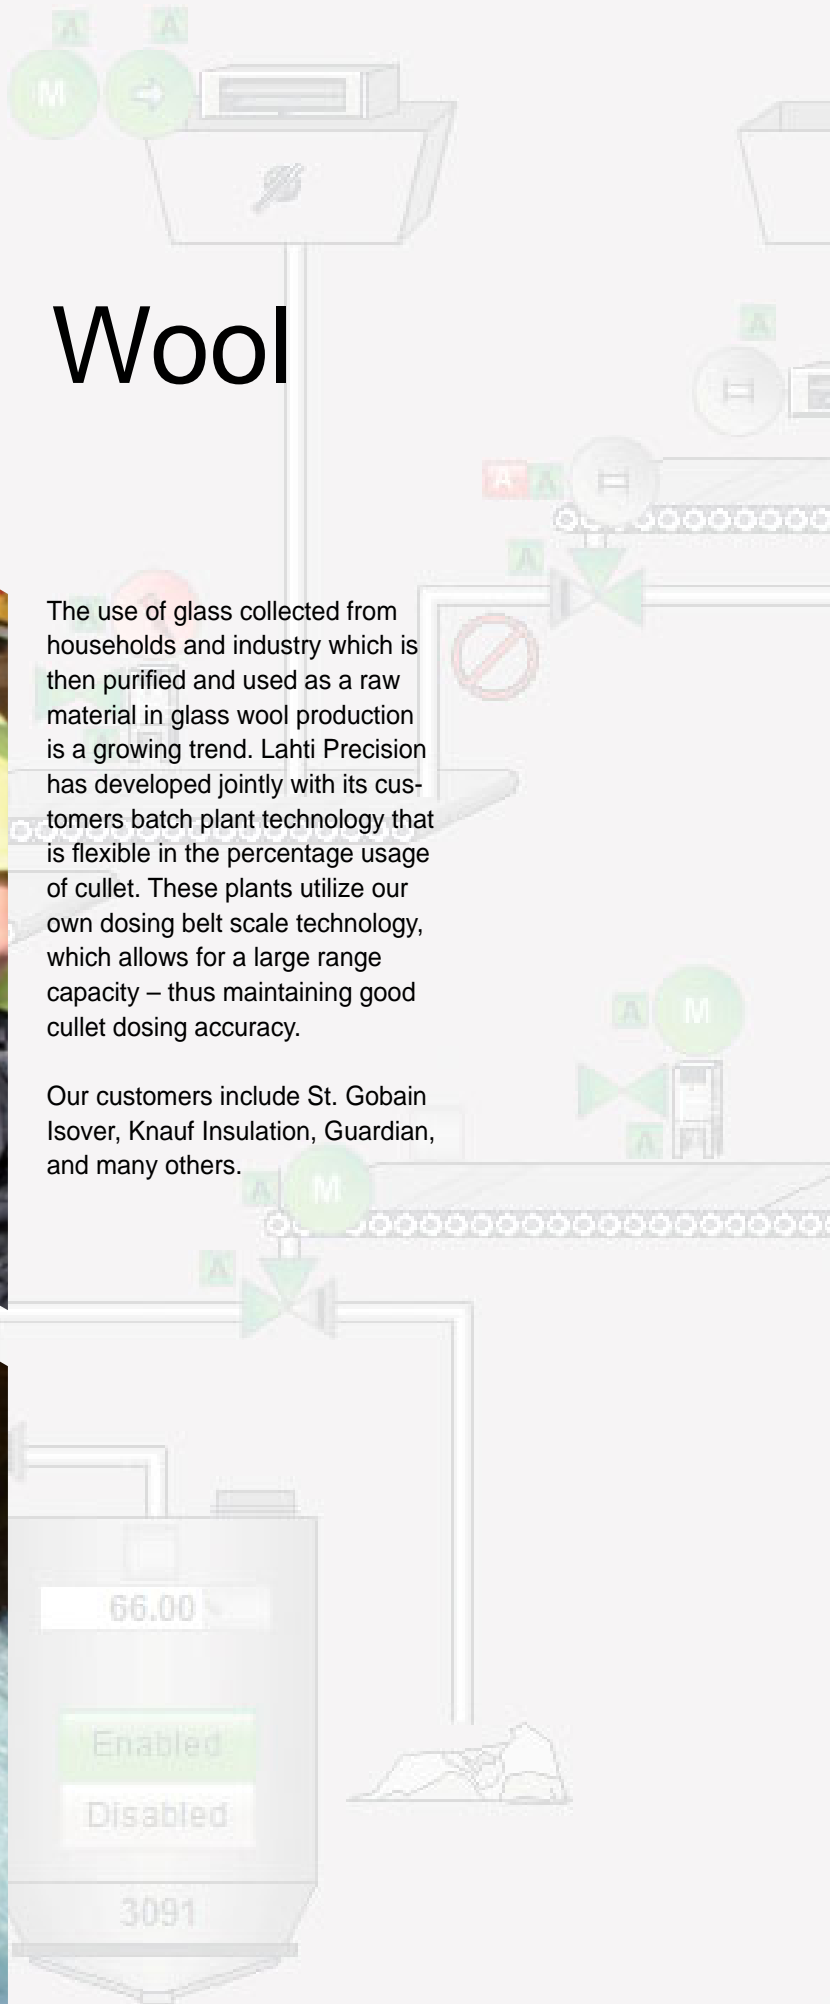 A
A
M
Wool
A
A
A
A
The use of glass collected from
households and industry which is
then purified and used as a raw
material in glass wool production
is a growing trend. Lahti Precision
has developed jointly with its cus-
tomers batch plant technology that
is flexible in the percentage usage
of cullet. These plants utilize our
own dosing belt scale technology,
which allows for a large range
capacity – thus maintaining good
cullet dosing accuracy.
Our customers include St. Gobain
Isover, Knauf Insulation, Guardian,
and many others.
A
M
A
A
M
A
66.00
Enabled
Disabled
3091